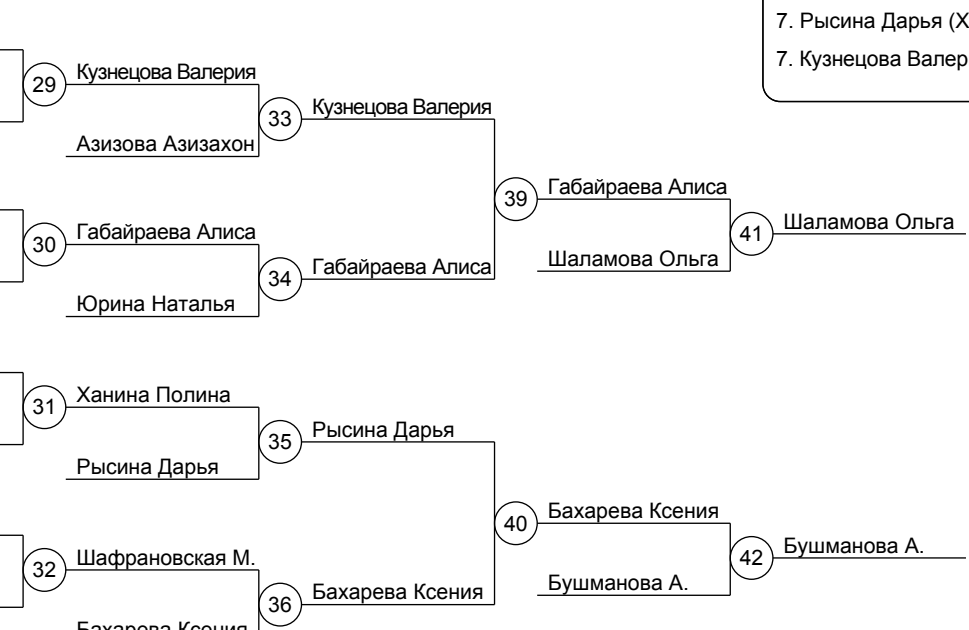 7. Рысина Дарья (Х
7. Кузнецова Валер
29 Кузнецова Валерия
33 Кузнецова Валерия
Азизова Азизахон
39 Габайраева Алиса
41 Шаламова Ольга
30 Габайраева Алиса
34 Габайраева Алиса
Шаламова Ольга
Юрина Наталья
31 Ханина Полина
35 Рысина Дарья
Рысина Дарья
40 Бахарева Ксения
42 Бушманова А.
32 Шафрановская М.
36 Бахарева Ксения
Бушманова А.
Бахарева Ксения